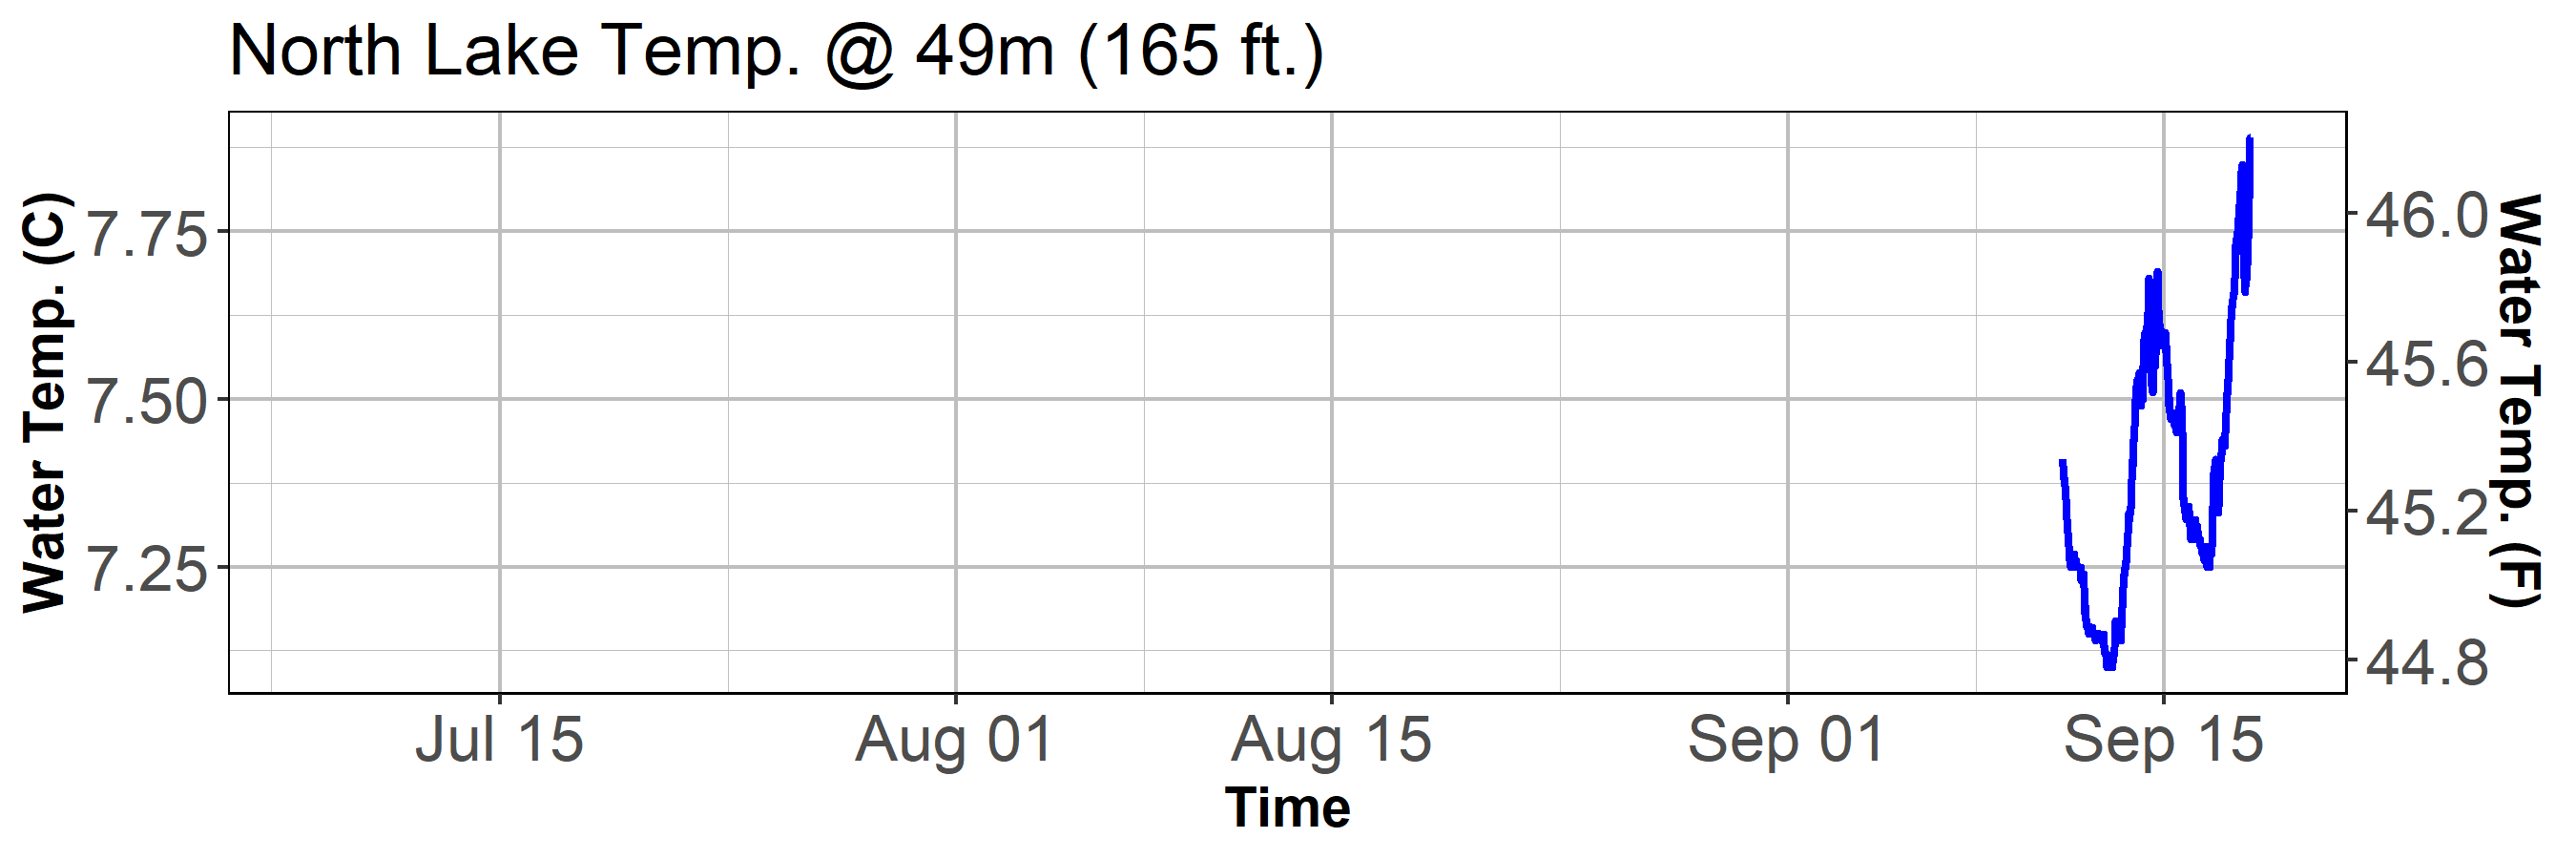 North Lake Temp. @ 49m (165 ft.)
Water Temp. (C)
7.75
7.50
7.25
46.0
45.6
45.2
44.8
Water Temp. (F)
Jul 15
Aug 01
Aug 15
Sep 01
Sep 15
Time